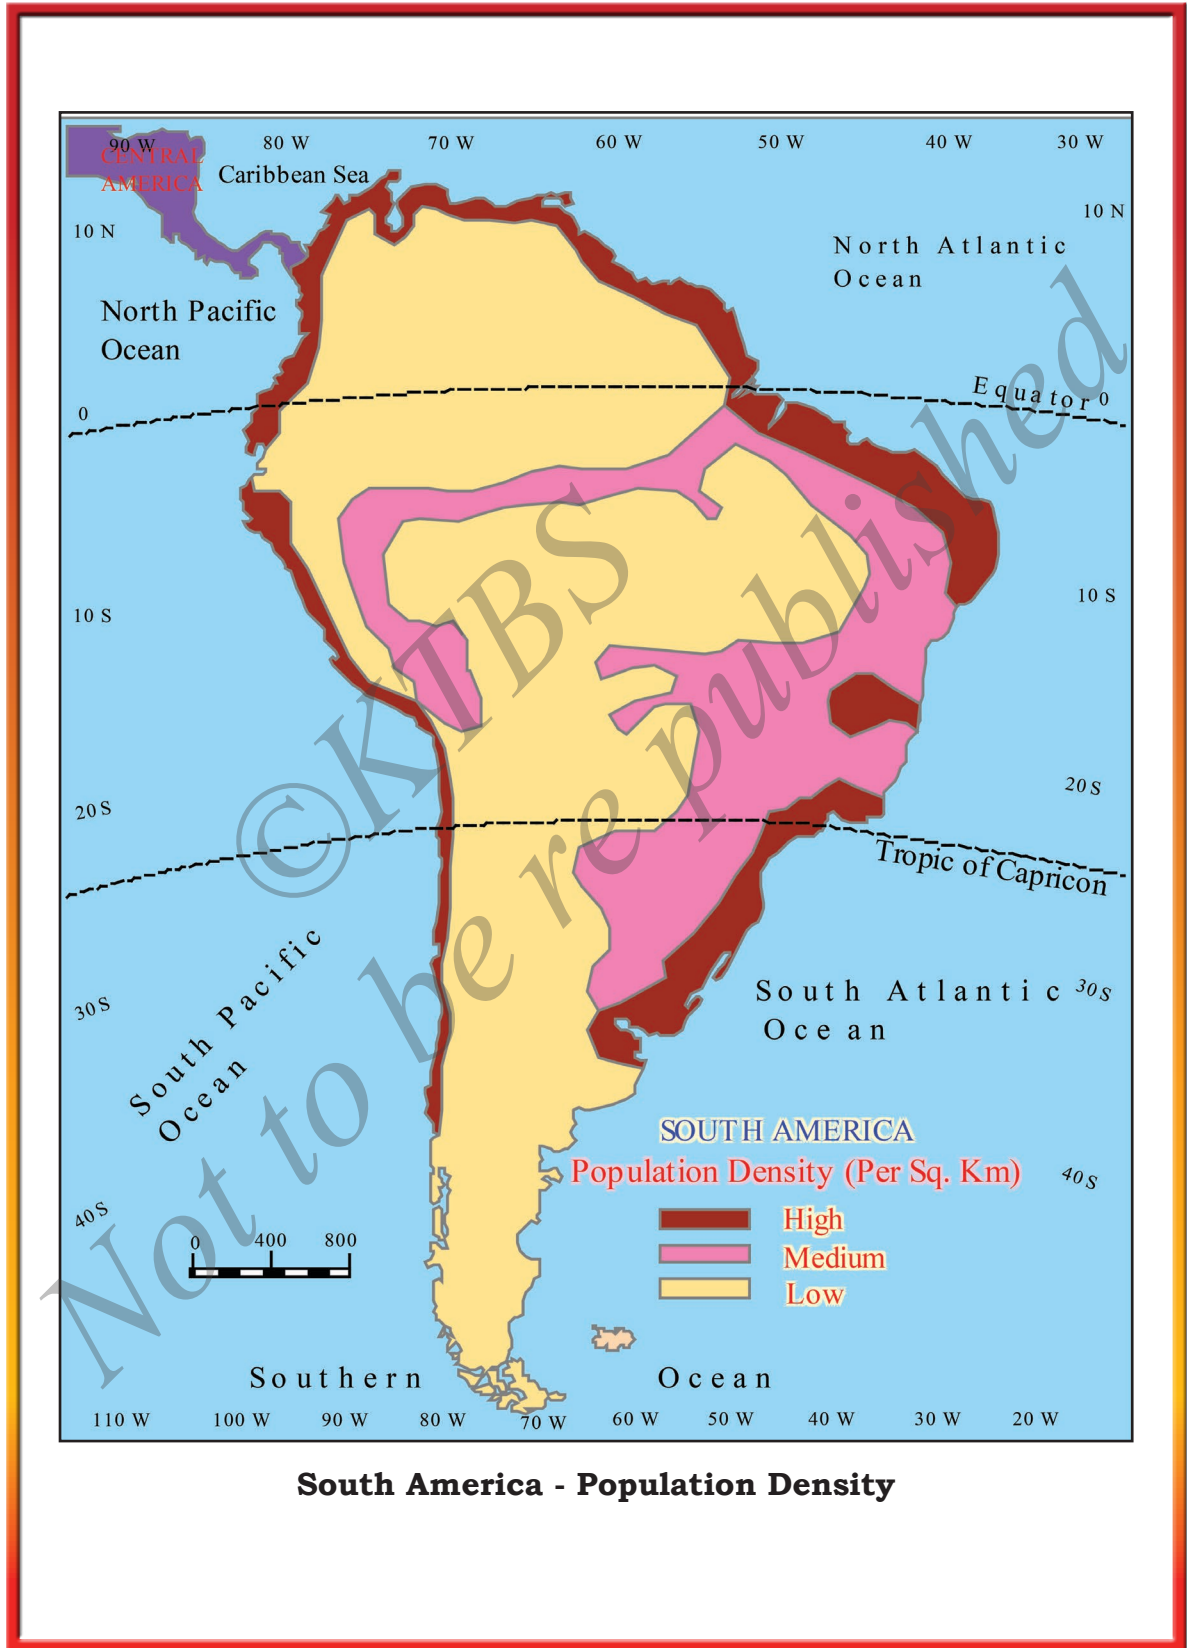 90 W 80 W 70 W 60 W 50 W 40 W 30 W
CENTRAL
AMERICA
Caribbean Sea
10 N
10 N
North Atlantic
Ocean
North Pacific
Ocean
Equator
0
0
10 S
10 S
20 S
20 S
Tropic of Capricon
South Pacific
Ocean
South Atlantic
Ocean
30 S
30 S
SOUTH AMERICA
Population Density (Per Sq. Km)
High
Medium
Low
40 S
40 S
0 400 800
Southern Ocean
110 W 100 W 90 W 80 W 70 W 60 W 50 W 40 W 30 W 20 W
©KTBS
Not to be republished
South America - Population Density